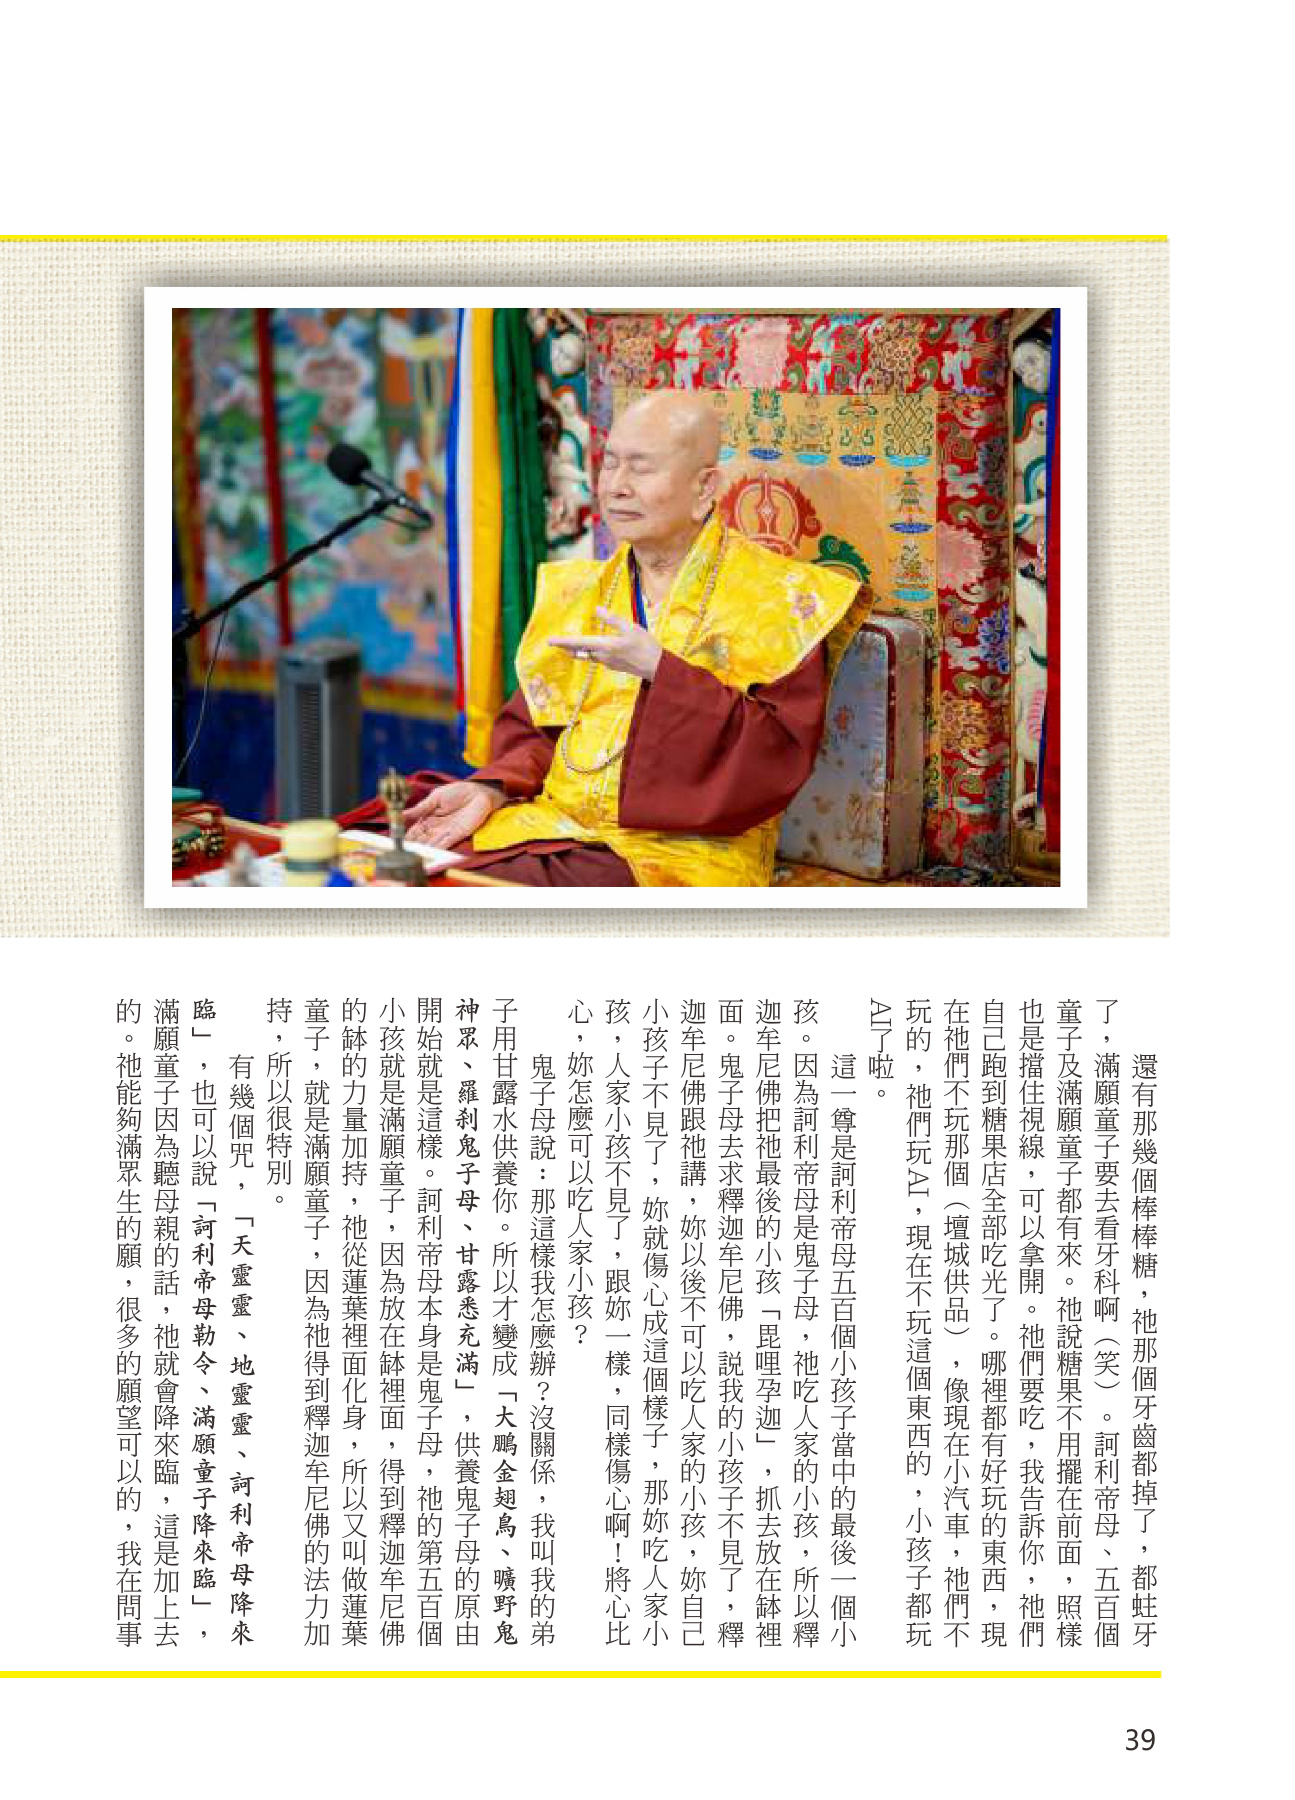 還有那幾個棒棒糖，祂那個牙齒都掉了，都蛀牙
了，滿願童子要去看牙科啊（笑）。訶利帝母、五百個
童子及滿願童子都有來。祂說糖果不用擺在前面，照樣
也是擋住視線，可以拿開。祂們要吃，我告訴你，祂們
自己跑到糖果店全部吃光了。哪裡都有好玩的東西，現
在祂們不玩那個（壇城供品），像現在小汽車，祂們不
玩的，祂們玩AI，現在不玩這個東西的，小孩子都玩
AI了啦。
這一尊是訶利帝母五百個小孩子當中的最後一個小
孩。因為訶利帝母是鬼子母，祂吃人家的小孩，所以釋
迦牟尼佛把祂最後的小孩「毘哩孕迦」，抓去放在缽裡
面。鬼子母去求釋迦牟尼佛，說我的小孩子不見了，釋
迦牟尼佛跟祂講，妳以後不可以吃人家的小孩，妳自己
小孩子不見了，妳就傷心成這個樣子，那妳吃人家小
孩，人家小孩不見了，跟妳一樣，同樣傷心啊！將心比
心，妳怎麼可以吃人家小孩？
鬼子母說：那這樣我怎麼辦？沒關係，我叫我的弟
子用甘露水供養你。所以才變成「大鵬金翅鳥、曠野鬼
神眾、羅剎鬼子母、甘露悉充滿」，供養鬼子母的原由
開始就是這樣。訶利帝母本身是鬼子母，祂的第五百個
小孩就是滿願童子，因為放在缽裡面，得到釋迦牟尼佛
的缽的力量加持，祂從蓮葉裡面化身，所以又叫做蓮葉
童子，就是滿願童子，因為祂得到釋迦牟尼佛的法力加
持，所以很特別。
有幾個咒，「天靈靈、地靈靈、訶利帝母降來
臨」，也可以說「訶利帝母勒令、滿願童子降來臨」，
滿願童子因為聽母親的話，祂就會降來臨，這是加上去
的。祂能夠滿眾生的願，很多的願望可以的，我在問事
39